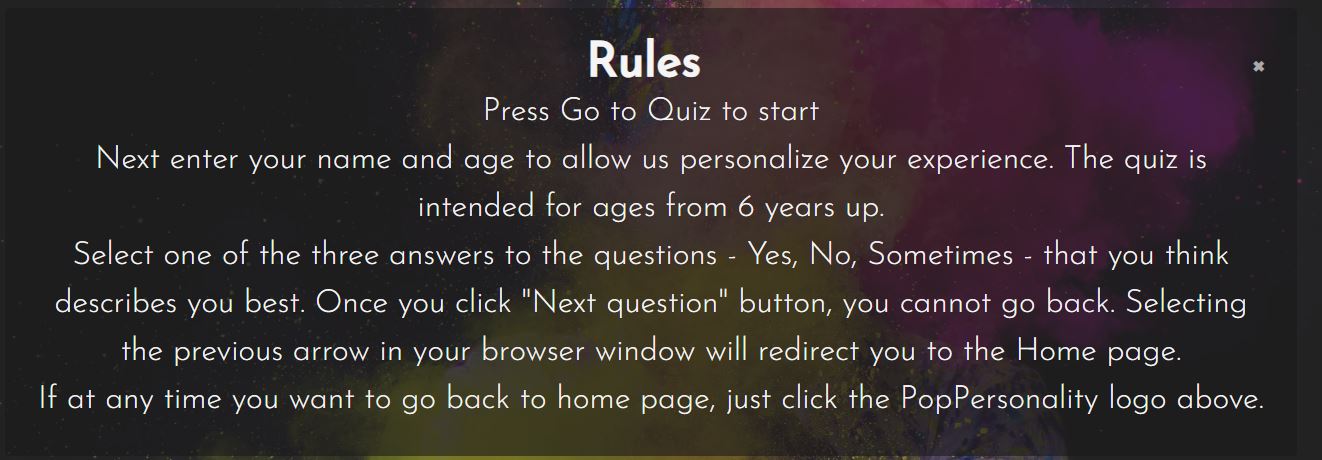 Rules
Press Go to Quiz to start
Next enter your name and age to allow us personalize your experience. The quiz is
intended for ages from 6 years up.
Select one of the three answers to the questions - Yes, No, Sometimes - that you think
describes you best. Once you click "Next question" button, you cannot go back. Selecting
the previous arrow in your browser window will redirect you to the Home page.
If at any time you want to go back to home page, just click the PopPersonality logo above.